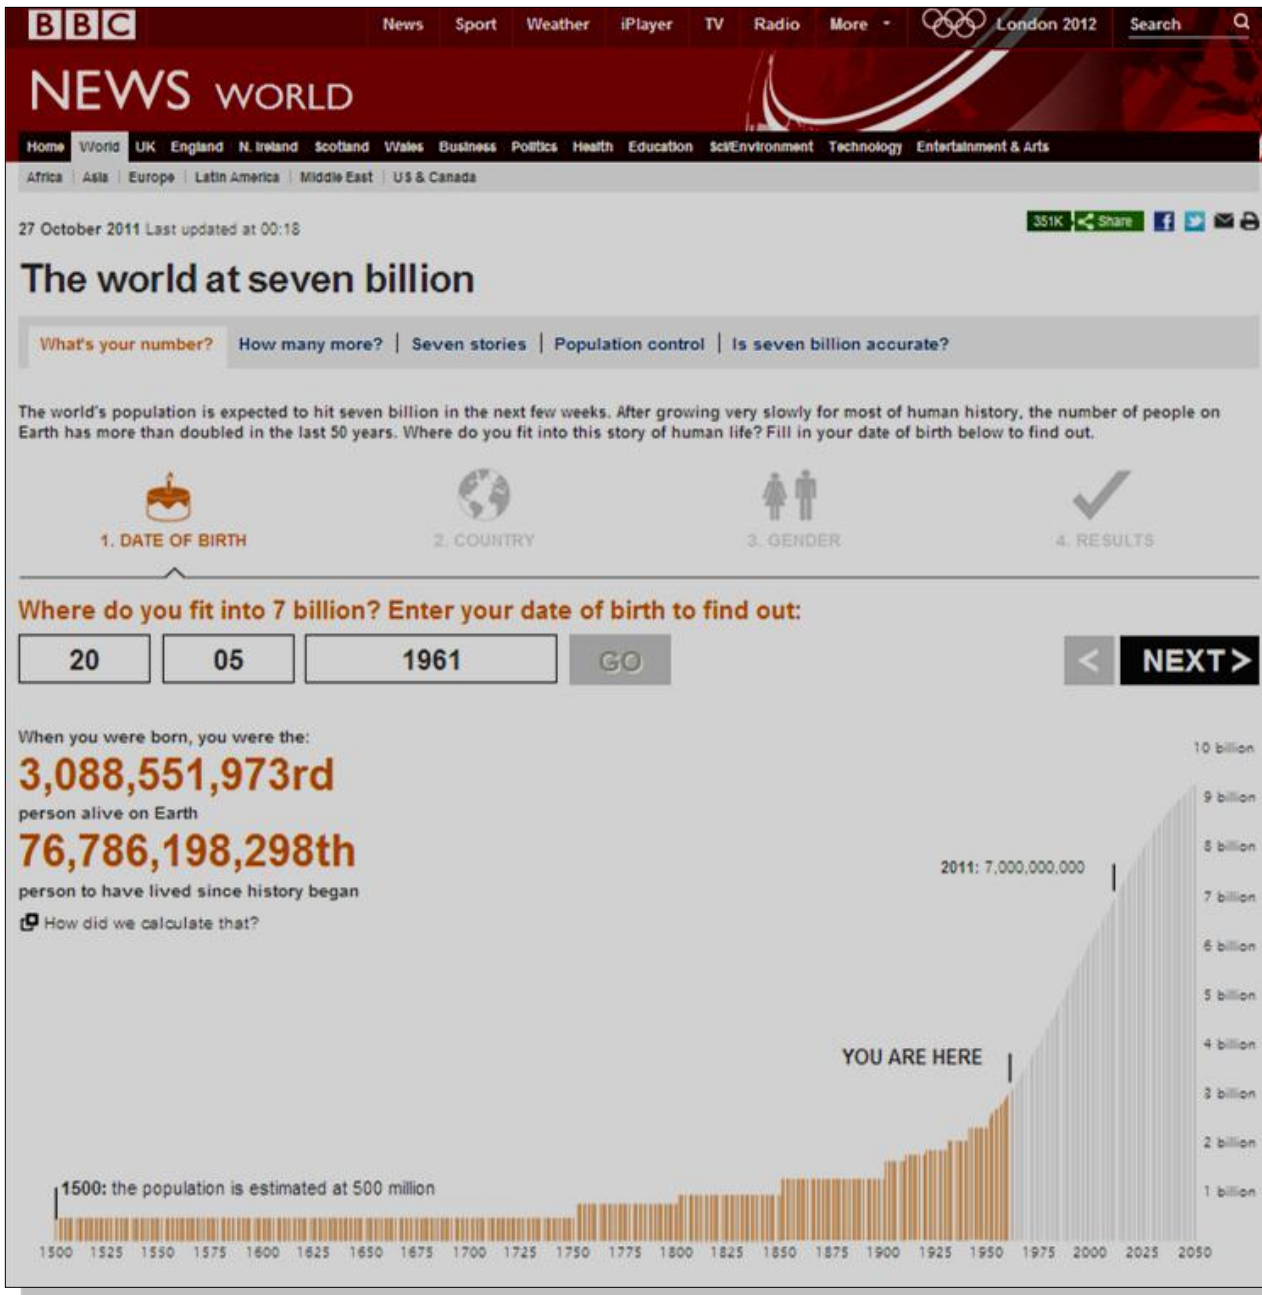 BBC News Sport Weather iPlayer TV Radio More London 2012 Search
NEWS WORLD
Home World UK England N. Ireland Scotland Wales Business Politics Health Education Sci/Environment Technology Entertainment & Arts
Africa Asia Europe Latin America Middle East US & Canada
27 October 2011 Last updated at 00:18
351K Share
The world at seven billion
What's your number? How many more? Seven stories Population control Is seven billion accurate?
The world's population is expected to hit seven billion in the next few weeks. After growing very slowly for most of human history, the number of people on
Earth has more than doubled in the last 50 years. Where do you fit into this story of human life? Fill in your date of birth below to find out.
1. DATE OF BIRTH 2. COUNTRY 3. GENDER 4. RESULTS
Where do you fit into 7 billion? Enter your date of birth to find out:
20 05 1961 GO < NEXT >
When you were born, you were the:
3,088,551,973rd
person alive on Earth
76,786,198,298th
person to have lived since history began
How did we calculate that?
10 billion
9 billion
8 billion
2011: 7,000,000,000
7 billion
6 billion
5 billion
4 billion
YOU ARE HERE
3 billion
2 billion
1500: the population is estimated at 500 million
1 billion
1500 1525 1550 1575 1600 1625 1650 1675 1700 1725 1750 1775 1800 1825 1850 1875 1900 1925 1950 1975 2000 2025 2050